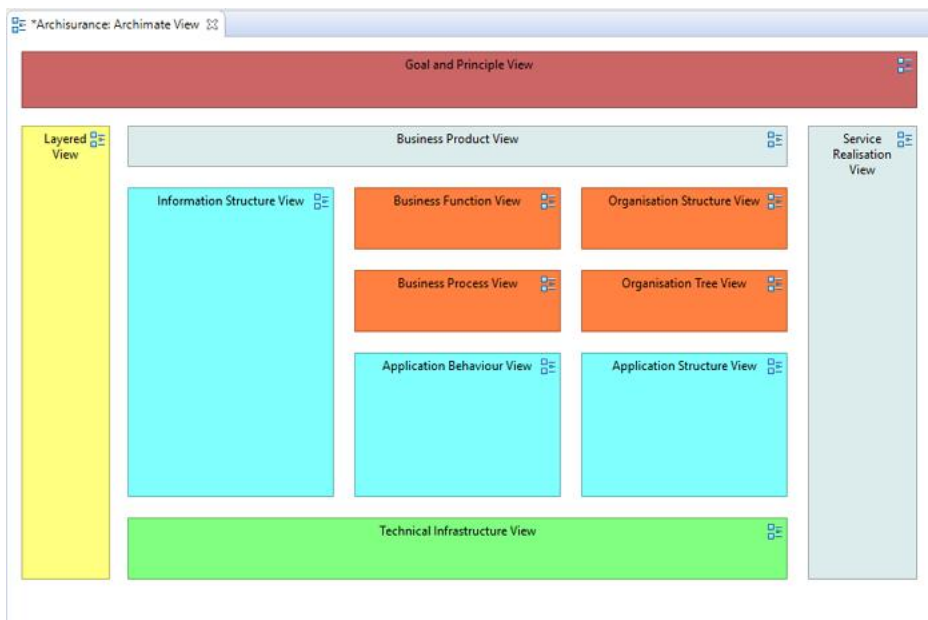 *Archisurance: Archimate View
Goal and Principle View
Layered
View
Business Product View
Service
Realisation
View
Information Structure View
Business Function View
Organisation Structure View
Business Process View
Organisation Tree View
Application Behaviour View
Application Structure View
Technical Infrastructure View